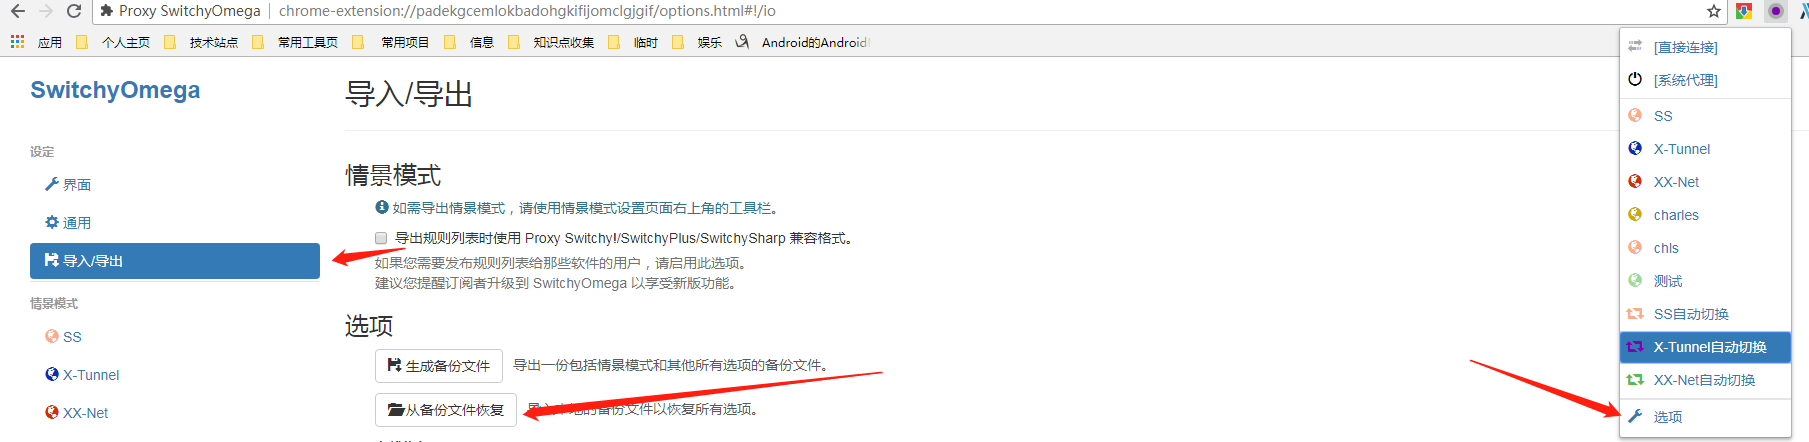 Proxy SwitchyOmega | chrome-extension://padekgcemlokbadohgkifijomclgjgif/options.html#!/io
应用 个人主页 技术站点 常用工具页 常用项目 信息 知识点收集 临时 娱乐 Android的Android
SwitchyOmega
设定
界面
通用
导入/导出
情景模式
SS
X-Tunnel
XX-Net
导入/导出
情景模式
如需导出情景模式，请使用情景模式设置页面右上角的工具栏。
导出规则列表时使用 Proxy Switchy!/SwitchyPlus/SwitchySharp 兼容格式。
如果您需要发布规则列表给那些软件的用户，请启用此选项。
建议您提醒订阅者升级到 SwitchyOmega 以享受新版功能。
选项
生成备份文件 导出一份包括情景模式和其他所有选项的备份文件。
从备份文件恢复 的备份文件以恢复所有选项。
[直接连接]
[系统代理]
SS
X-Tunnel
XX-Net
charles
chls
测试
SS自动切换
X-Tunnel自动切换
XX-Net自动切换
选项